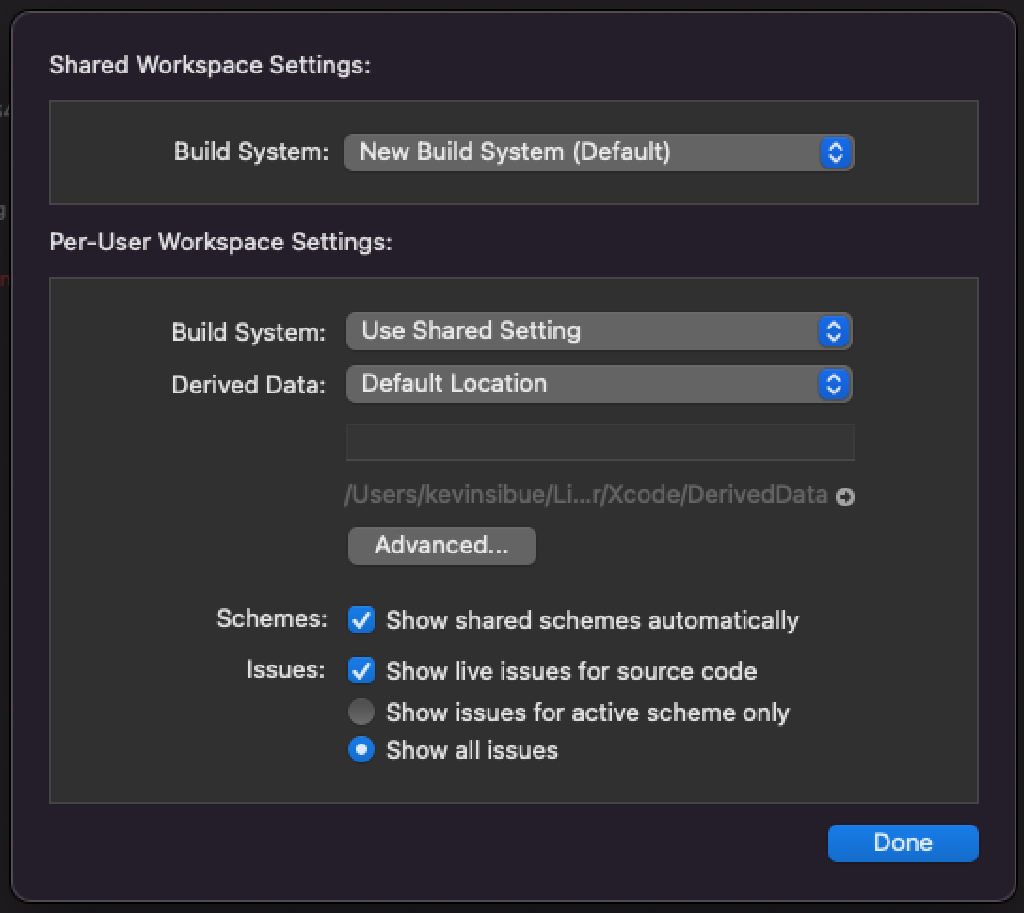 Shared Workspace Settings:
Build System: New Build System (Default)
Per-User Workspace Settings:
Build System: Use Shared Setting
Derived Data: Default Location
/Users/kevinsibue/Li...r/Xcode/DerivedData
Advanced...
Schemes: Show shared schemes automatically
Issues: Show live issues for source code
Show issues for active scheme only
Show all issues
Done